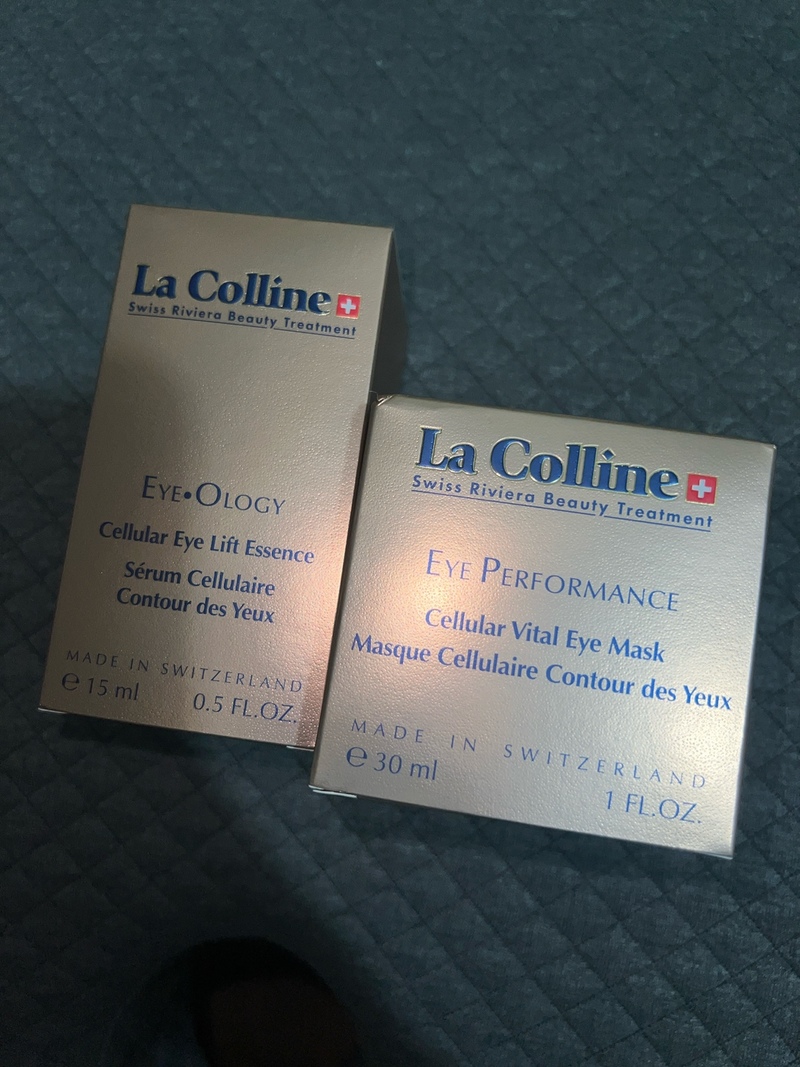 La Colline
Swiss Riviera Beauty Treatment
EYE•OLOGY
Cellular Eye Lift Essence
Sérum Cellulaire
Contour des Yeux
MADE IN SWITZERLAND
℮ 15 ml 0.5 FL.OZ.
La Colline
Swiss Riviera Beauty Treatment
EYE PERFORMANCE
Cellular Vital Eye Mask
Masque Cellulaire Contour des Yeux
MADE IN SWITZERLAND
℮ 30 ml 1 FL.OZ.